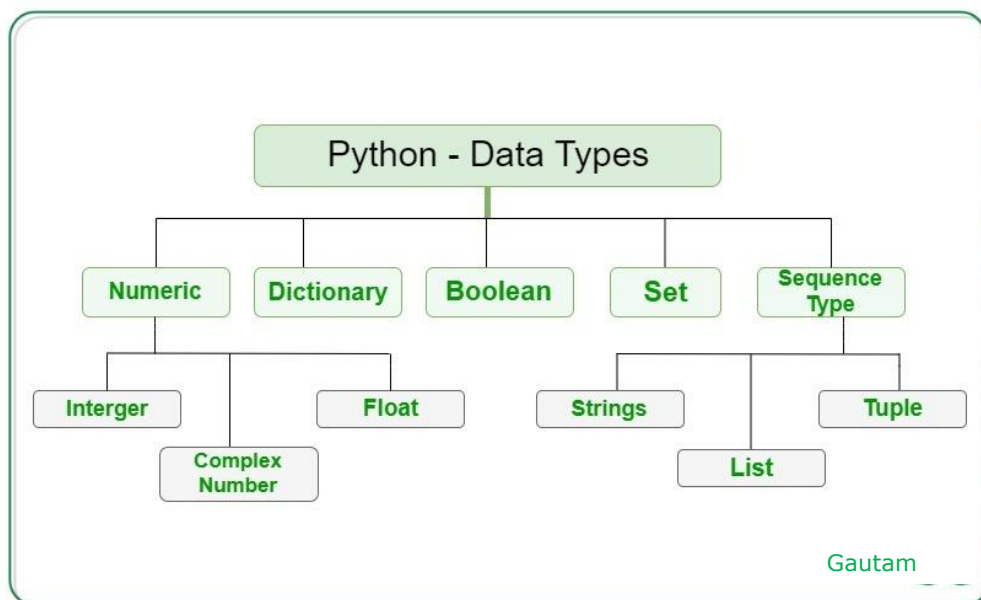 Python - Data Types
Numeric
Dictionary
Boolean
Set
Sequence
Type
Interger
Float
Strings
Tuple
Complex
Number
List
Gautam